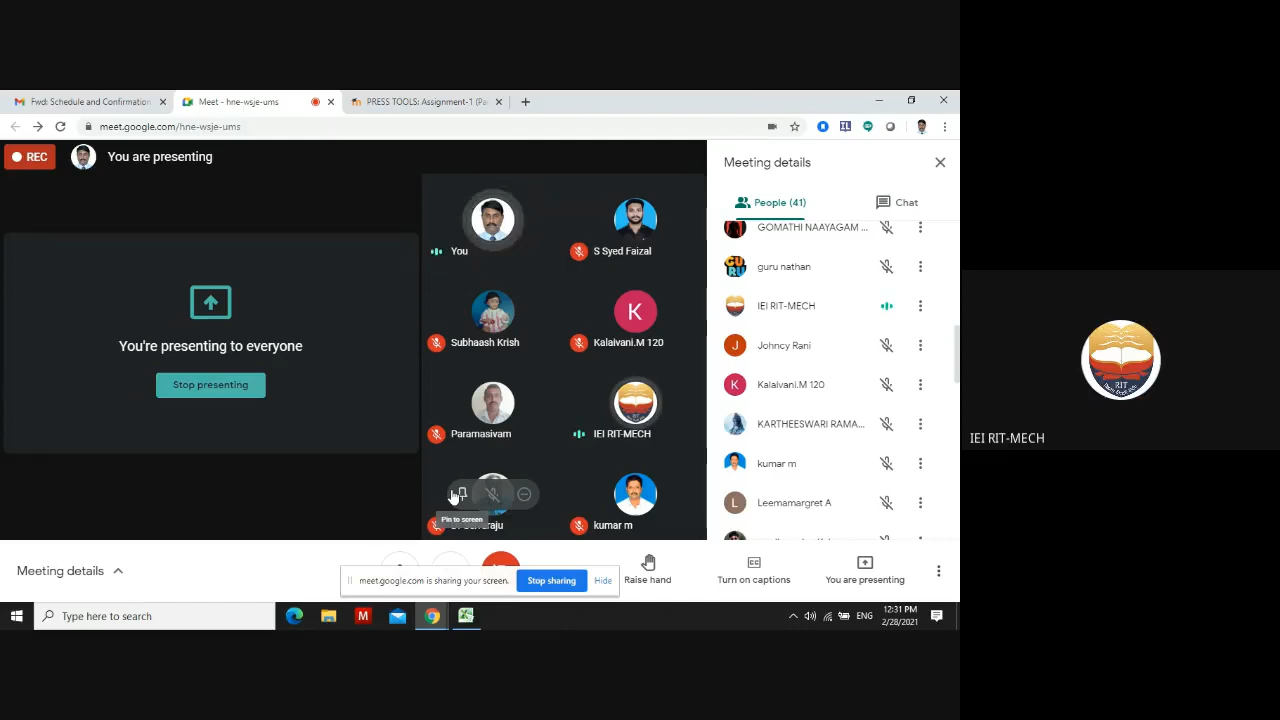 Fwd: Schedule and Confirmation
Meet - hne-wsje-ums
PRESS TOOLS: Assignment-1 (Pa
meet.google.com/hne-wsje-ums
REC
You are presenting
You're presenting to everyone
Stop presenting
You
S Syed Faizal
Subhaash Krish
K
Kalaivani.M 120
Paramasivam
IEI RIT-MECH
Pin to screen
kumar m
Meeting details
People (41)
Chat
GOMATHI NAAYAGAM ...
GURU
guru nathan
IEI RIT-MECH
J
Johncy Rani
K
Kalaivani.M 120
KARTHEESWARI RAMA...
kumar m
L
Leemamargret A
Meeting details
meet.google.com is sharing your screen.
Stop sharing
Hide
Raise hand
Turn on captions
You are presenting
Type here to search
M
ENG
12:31 PM
2/28/2021
RIT
IEI RIT-MECH